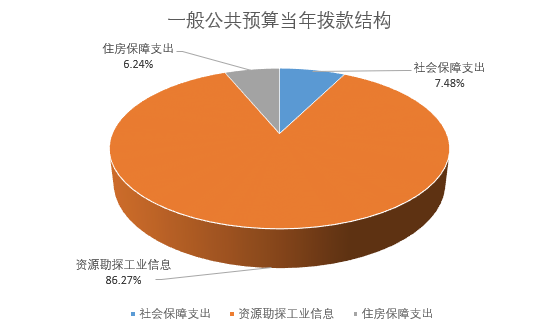 一般公共预算当年拨款结构
住房保障支出
6.24%
社会保障支出
7.48%
资源勘探工业信息
86.27%
社会保障支出 资源勘探工业信息 住房保障支出